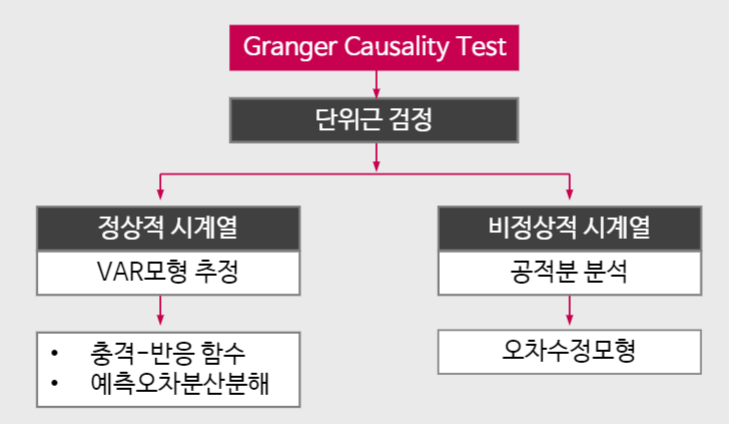 Granger Causality Test
단위근 검정
정상적 시계열
VAR모형 추정
• 충격-반응 함수
• 예측오차분산분해
비정상적 시계열
공적분 분석
오차수정모형